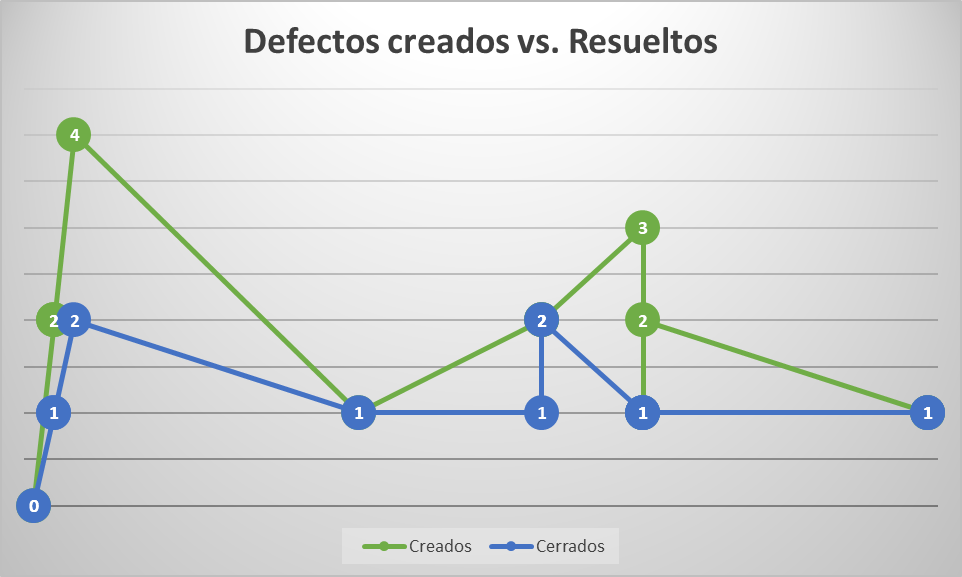 Defectos creados vs. Resueltos
4
3
2 2 2 2
1 1 1 1 1
0
Creados Cerrados